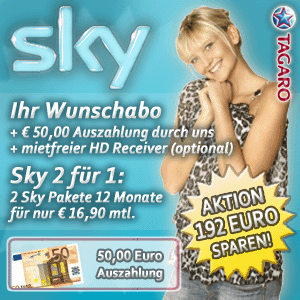 sky
TAGARO
Ihr Wunschabo
+ € 50,00 Auszahlung durch uns
+ mietfreier HD Receiver (optional)
Sky 2 für 1:
2 Sky Pakete 12 Monate
für nur € 16,90 mtl.
AKTION
192 EURO
SPAREN!
50
50,00 Euro
Auszahlung